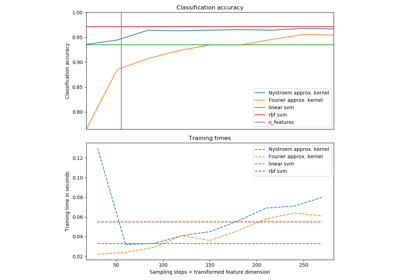 Classification accuracy
1.00
0.95
0.90
0.85
0.80
Classification accuracy
Nystroem approx. kernel
Fourier approx. kernel
linear svm
rbf svm
n_features
Training times
0.12
0.10
0.08
0.06
0.04
0.02
Training time in seconds
Nystroem approx. kernel
Fourier approx. kernel
linear svm
rbf svm
50 100 150 200 250
Sampling steps = transformed feature dimension